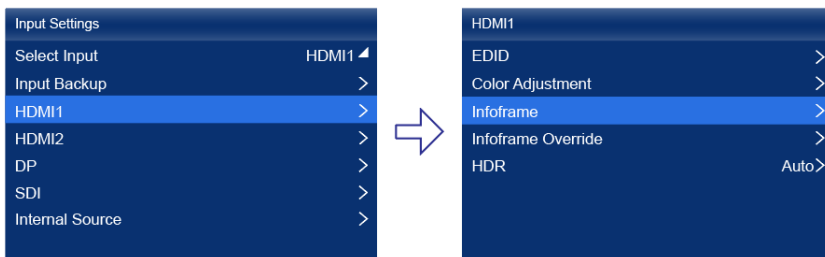 Input Settings
Select Input HDMI1
Input Backup
HDMI1
HDMI2
DP
SDI
Internal Source
HDMI1
EDID
Color Adjustment
Infoframe
Infoframe Override
HDR Auto